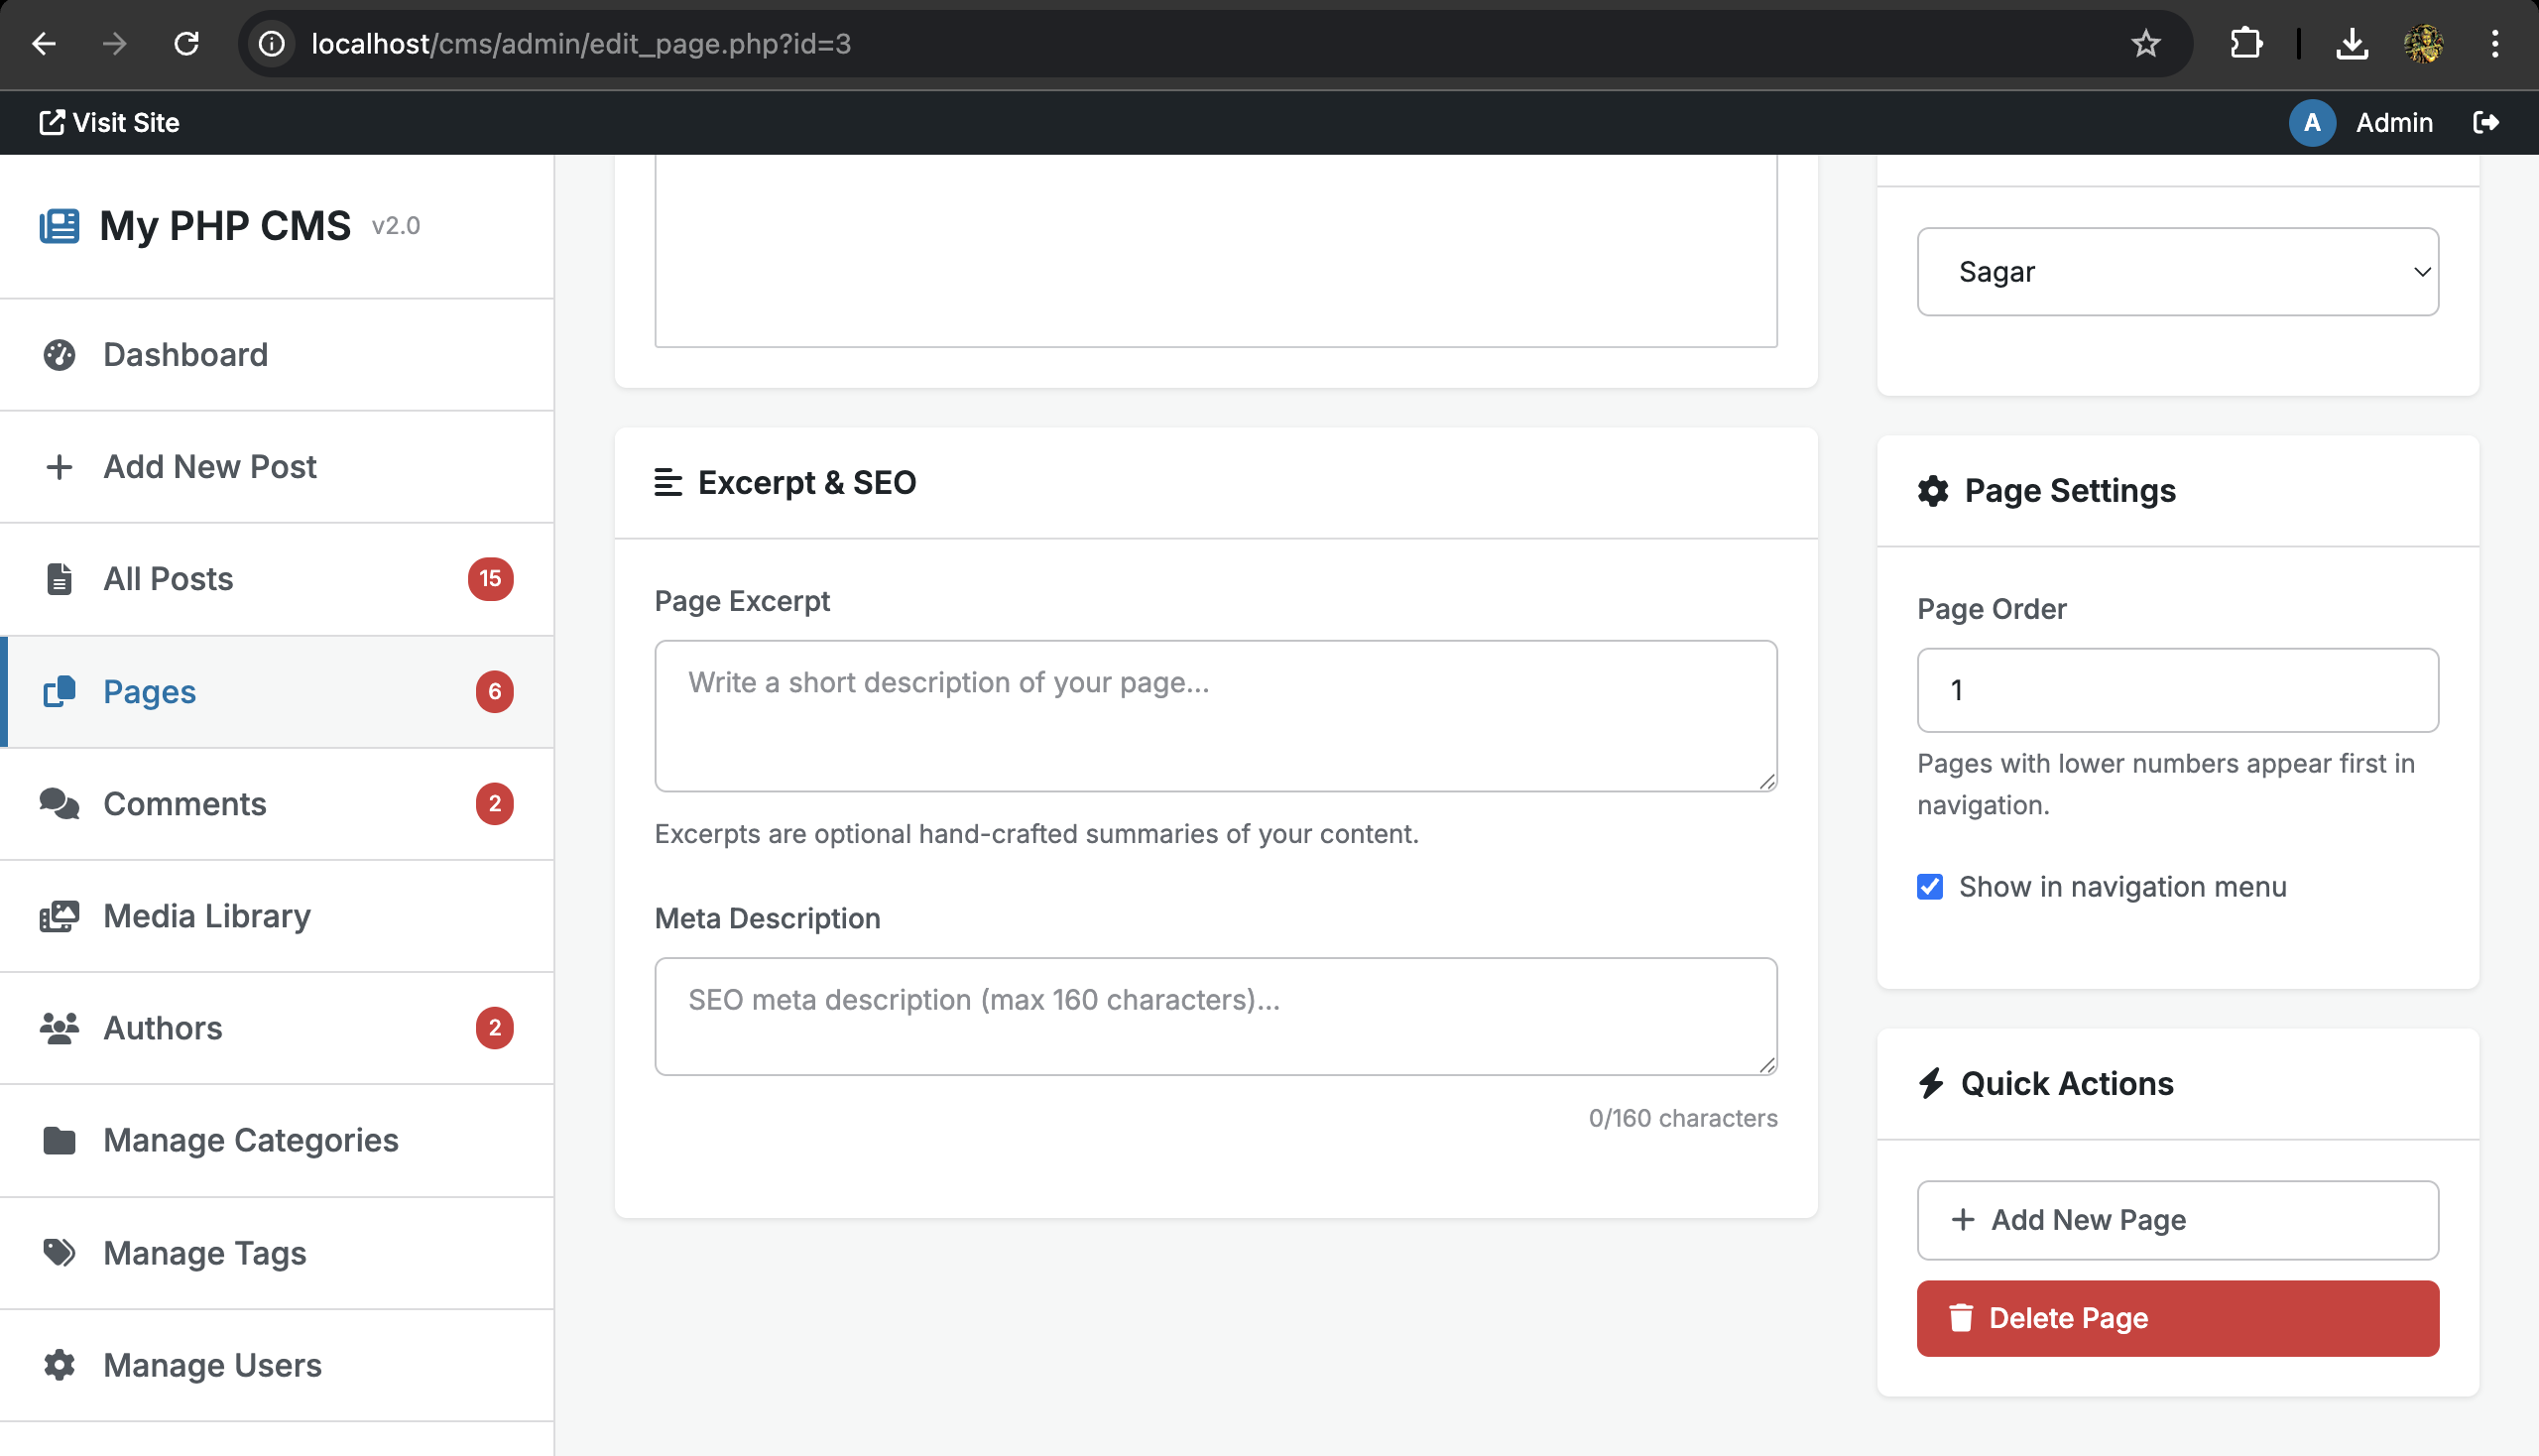 localhost/cms/admin/edit_page.php?id=3
Visit Site
A
Admin
My PHP CMS v2.0
Dashboard
Add New Post
All Posts 15
Pages 6
Comments 2
Media Library
Authors 2
Manage Categories
Manage Tags
Manage Users
Excerpt & SEO
Page Excerpt
Write a short description of your page...
Excerpts are optional hand-crafted summaries of your content.
Meta Description
SEO meta description (max 160 characters)...
0/160 characters
Sagar
Page Settings
Page Order
1
Pages with lower numbers appear first in
navigation.
Show in navigation menu
Quick Actions
Add New Page
Delete Page